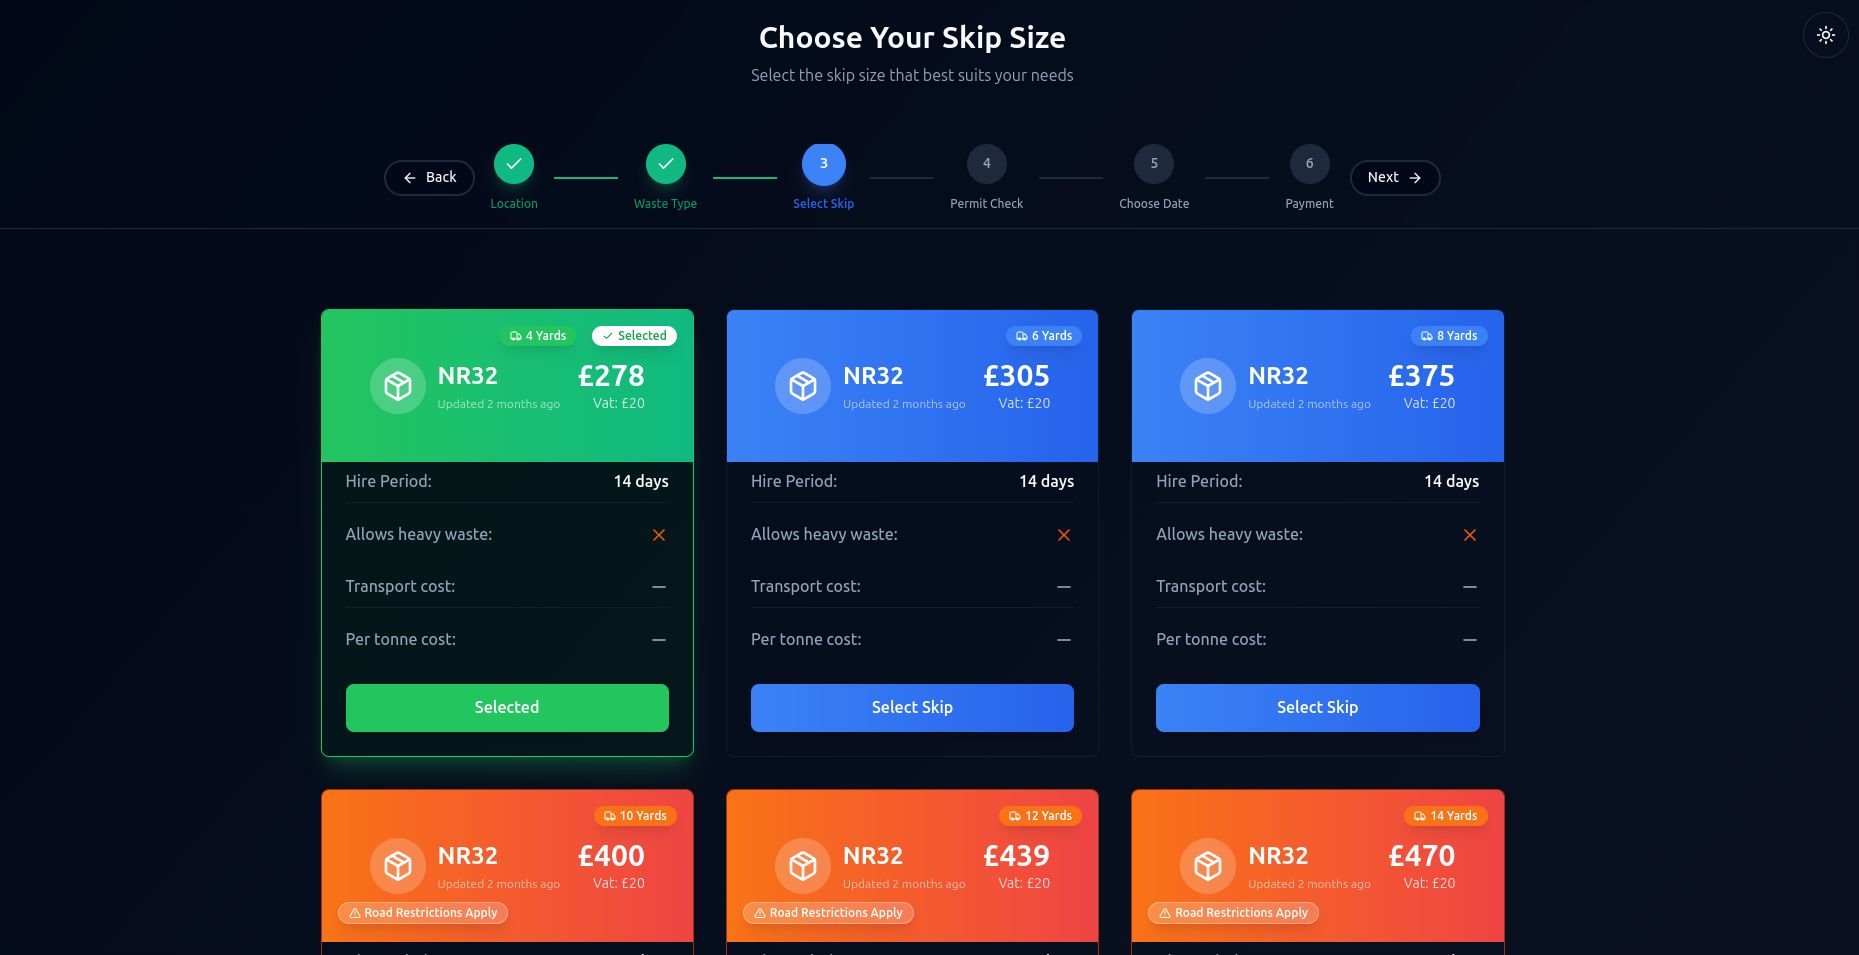 Choose Your Skip Size
Select the skip size that best suits your needs
Back
Location
Waste Type
3
Select Skip
4
Permit Check
5
Choose Date
6
Payment
Next
4 Yards
Selected
NR32
£278
Updated 2 months ago
Vat: £20
Hire Period:
14 days
Allows heavy waste:
Transport cost:
—
Per tonne cost:
—
Selected
6 Yards
NR32
£305
Updated 2 months ago
Vat: £20
Hire Period:
14 days
Allows heavy waste:
Transport cost:
—
Per tonne cost:
—
Select Skip
8 Yards
NR32
£375
Updated 2 months ago
Vat: £20
Hire Period:
14 days
Allows heavy waste:
Transport cost:
—
Per tonne cost:
—
Select Skip
10 Yards
NR32
£400
Updated 2 months ago
Vat: £20
Road Restrictions Apply
12 Yards
NR32
£439
Updated 2 months ago
Vat: £20
Road Restrictions Apply
14 Yards
NR32
£470
Updated 2 months ago
Vat: £20
Road Restrictions Apply